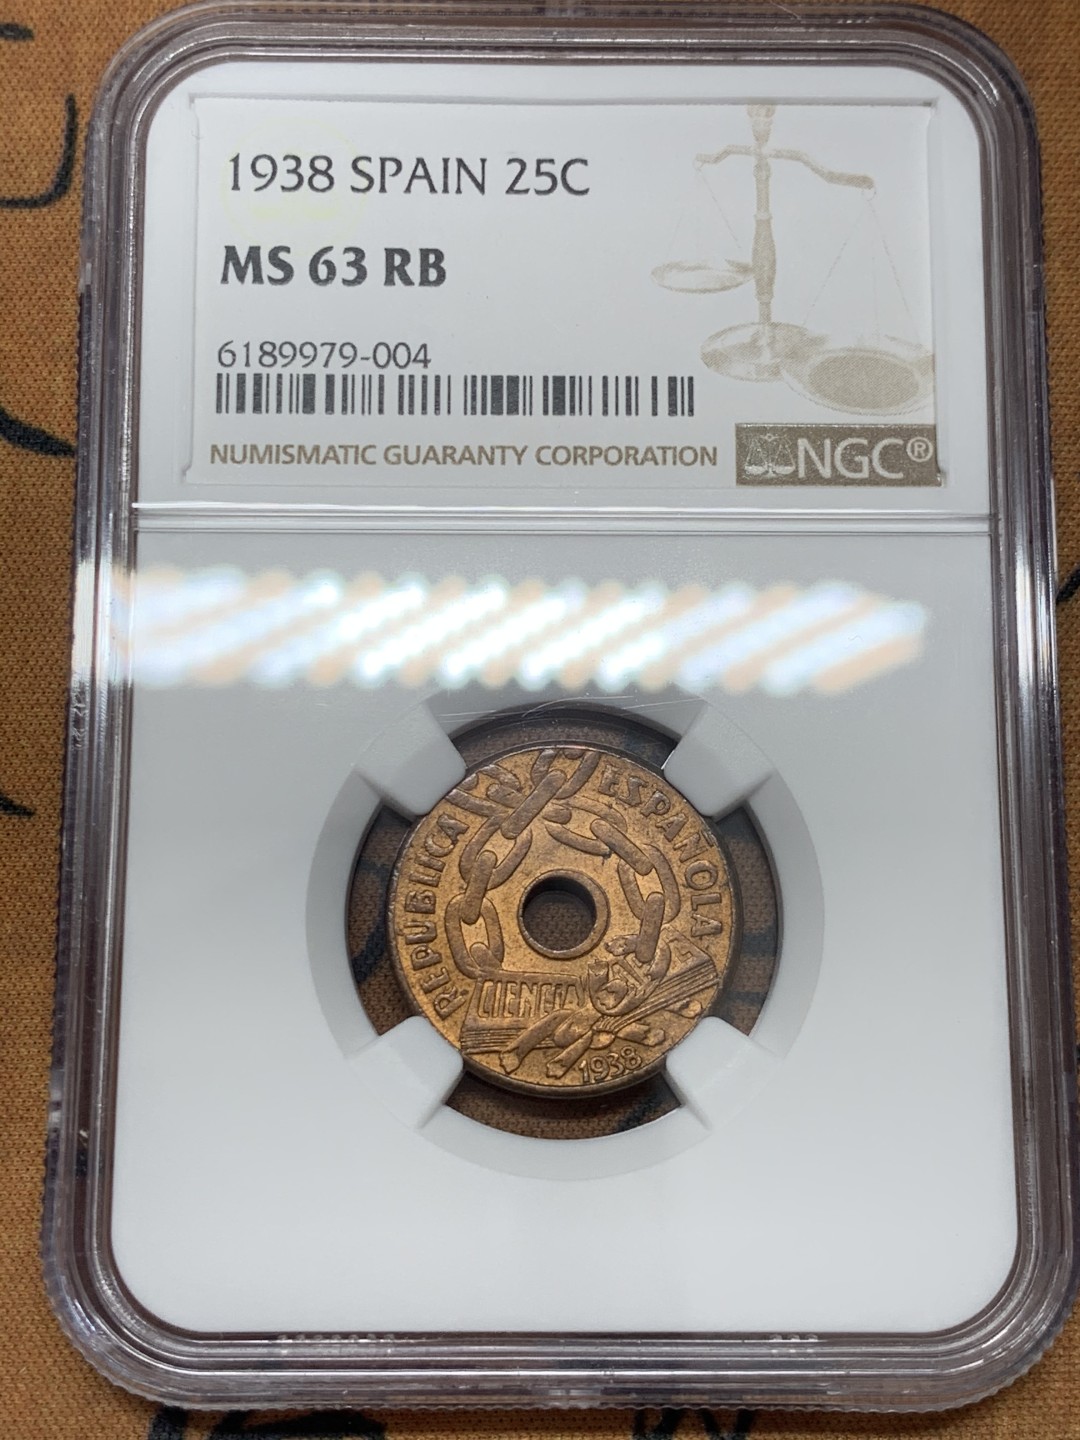 1938 SPAIN 25C
MS 63 RB
6189979-004
NUMISMATIC GUARANTY CORPORATION
NGC®
REPUBLICA ESPAÑOLA
CIENCIA
1938